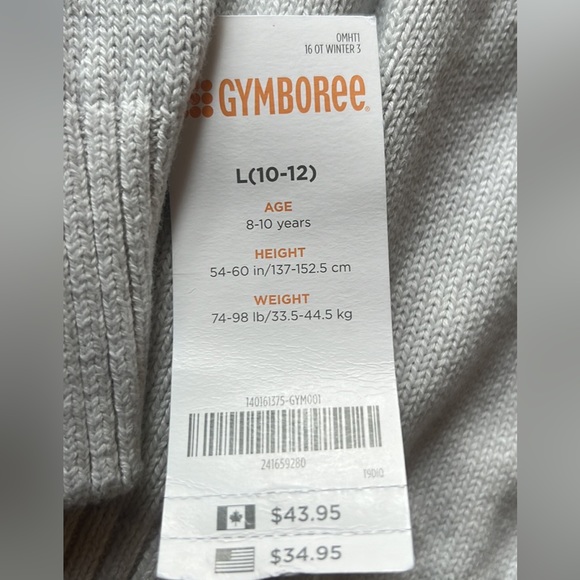 OMHT1
16 OT WINTER 3
GYMBOREE
L(10-12)
AGE
8-10 years
HEIGHT
54-60 in/137-152.5 cm
WEIGHT
74-98 lb/33.5-44.5 kg
140161375-GYM001
241659280
$43.95
$34.95